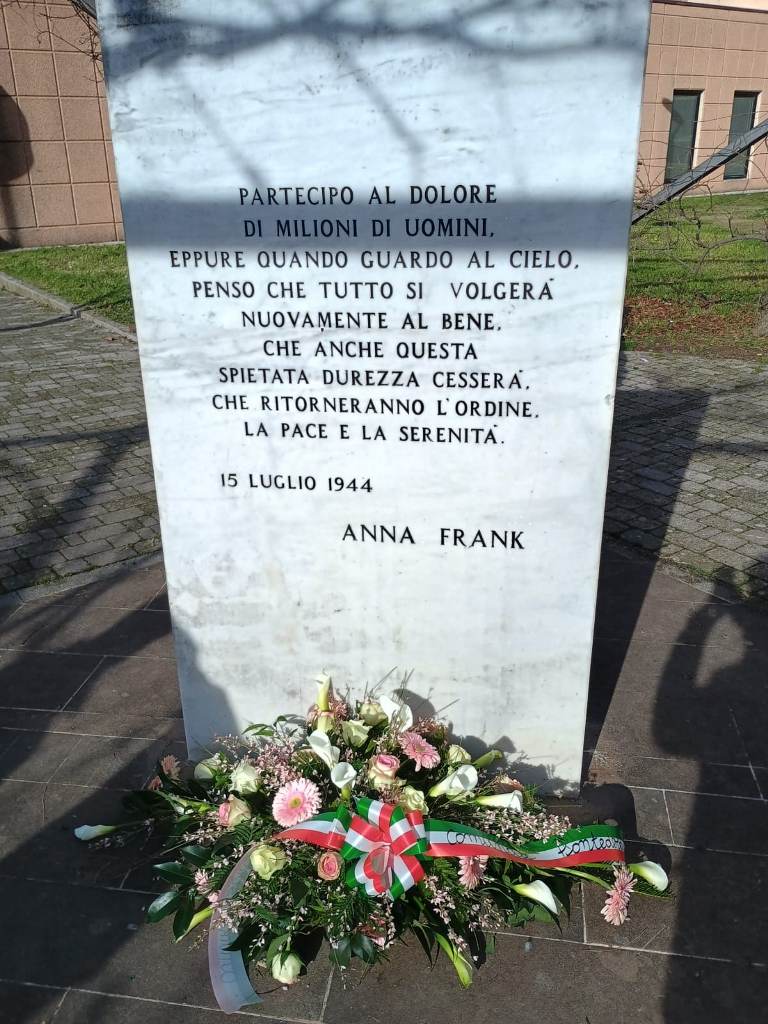 PARTECIPO AL DOLORE
DI MILIONI DI UOMINI,
EPPURE QUANDO GUARDO AL CIELO,
PENSO CHE TUTTO SI VOLGERÀ
NUOVAMENTE AL BENE,
CHE ANCHE QUESTA
SPIETATA DUREZZA CESSERÀ,
CHE RITORNERANNO L'ORDINE,
LA PACE E LA SERENITÀ.
15 LUGLIO 1944
ANNA FRANK